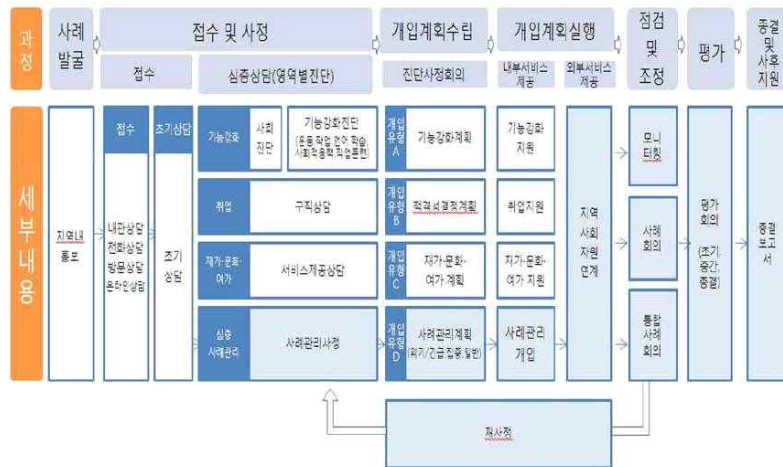 과정
사례
발굴
접수 및 사정
접수
심층상담(영역별진단)
개입계획수립
진단사정회의
개입계획실행
내부서비스
제공
외부서비스
제공
점검
및
조정
평가
종결
및
사후
지원
세부내용
지역내
홍보
접수
내관상담
전화상담
방문상담
온라인상담
초기상담
초기
상담
기능강화
사회
진단
기능강화진단
(운동,작업,언어,학습,
사회적응력,직업훈련)
개입
유형
A
기능강화계획
기능강화
지원
취업
구직상담
개입
유형
B
적격성결정계획
취업지원
재가·문화·
여가
서비스제공상담
개입
유형
C
재가·문화·
여가 계획
재가·문화·
여가 지원
심층
사례관리
사례관리사정
개입
유형
D
사례관리계획
(위기/긴급,집중,일반)
사례관리
개입
지역
사회
자원
연계
모니
터링
사례
회의
통합
사례
회의
평가
회의
(초기,
중간,
종결)
종결
보고
서
재사정